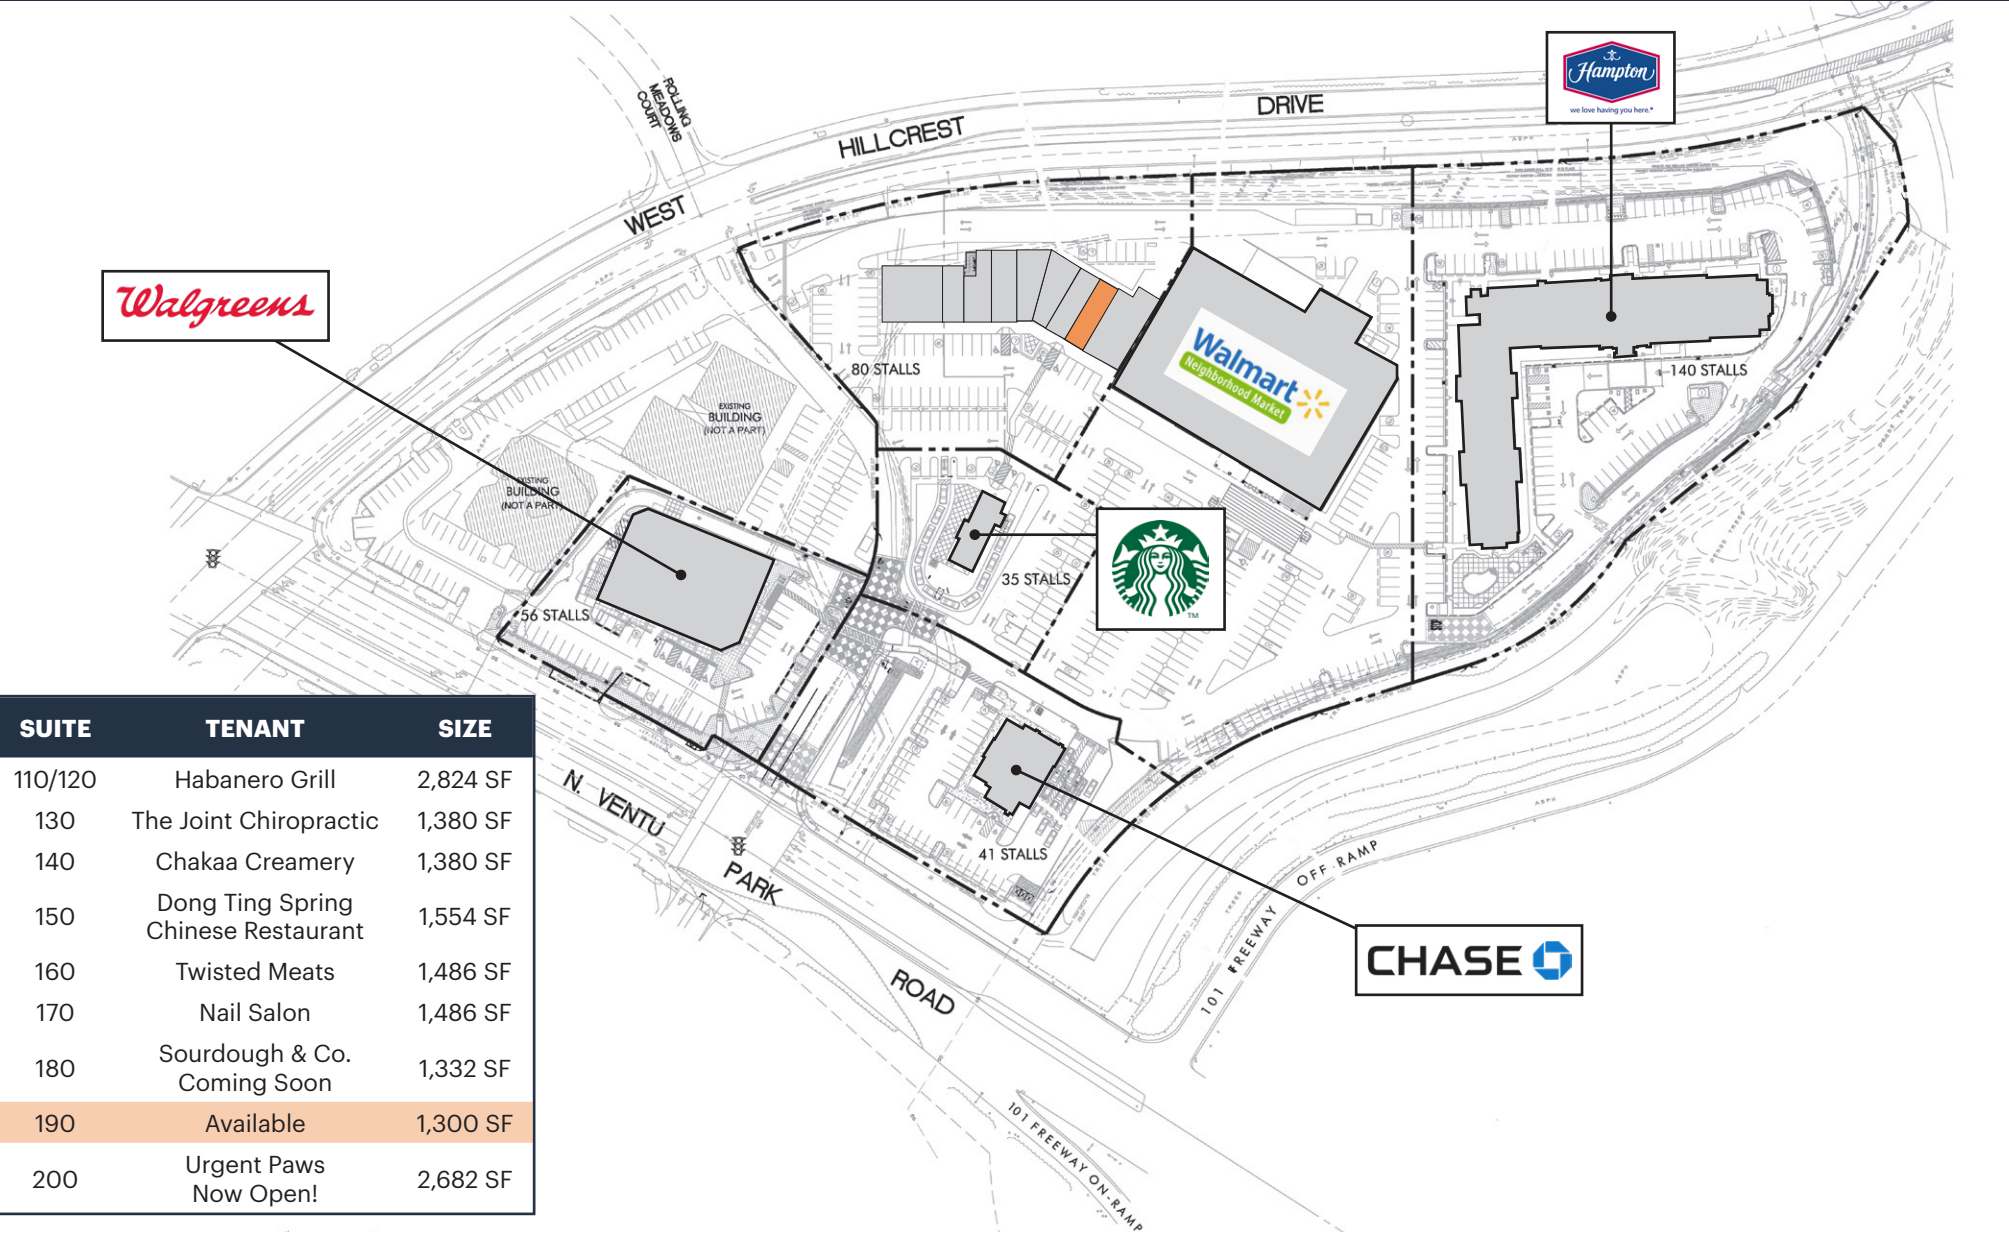 ROLLING
MEADOWS
COURT
WEST
HILLCREST
DRIVE
Hampton
we love having you here.®
Walgreens
80 STALLS
Walmart
Neighborhood Market
140 STALLS
EXISTING
BUILDING
(NOT A PART)
EXISTING
BUILDING
(NOT A PART)
35 STALLS
TM
56 STALLS
41 STALLS
CHASE
N. VENTU
PARK
ROAD
101 FREEWAY
OFF-RAMP
101 FREEWAY ON-RAMP
SUITE TENANT SIZE
110/120 Habanero Grill 2,824 SF
130 The Joint Chiropractic 1,380 SF
140 Chakaa Creamery 1,380 SF
150 Dong Ting Spring
Chinese Restaurant 1,554 SF
160 Twisted Meats 1,486 SF
170 Nail Salon 1,486 SF
180 Sourdough & Co.
Coming Soon 1,332 SF
190 Available 1,300 SF
200 Urgent Paws
Now Open! 2,682 SF